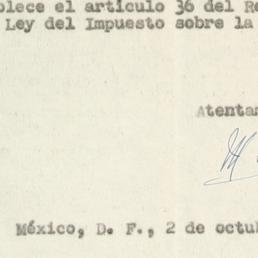 blece el artículo 36 del Re
Ley del Impuesto sobre la
Atentam
México, D. F., 2 de octub